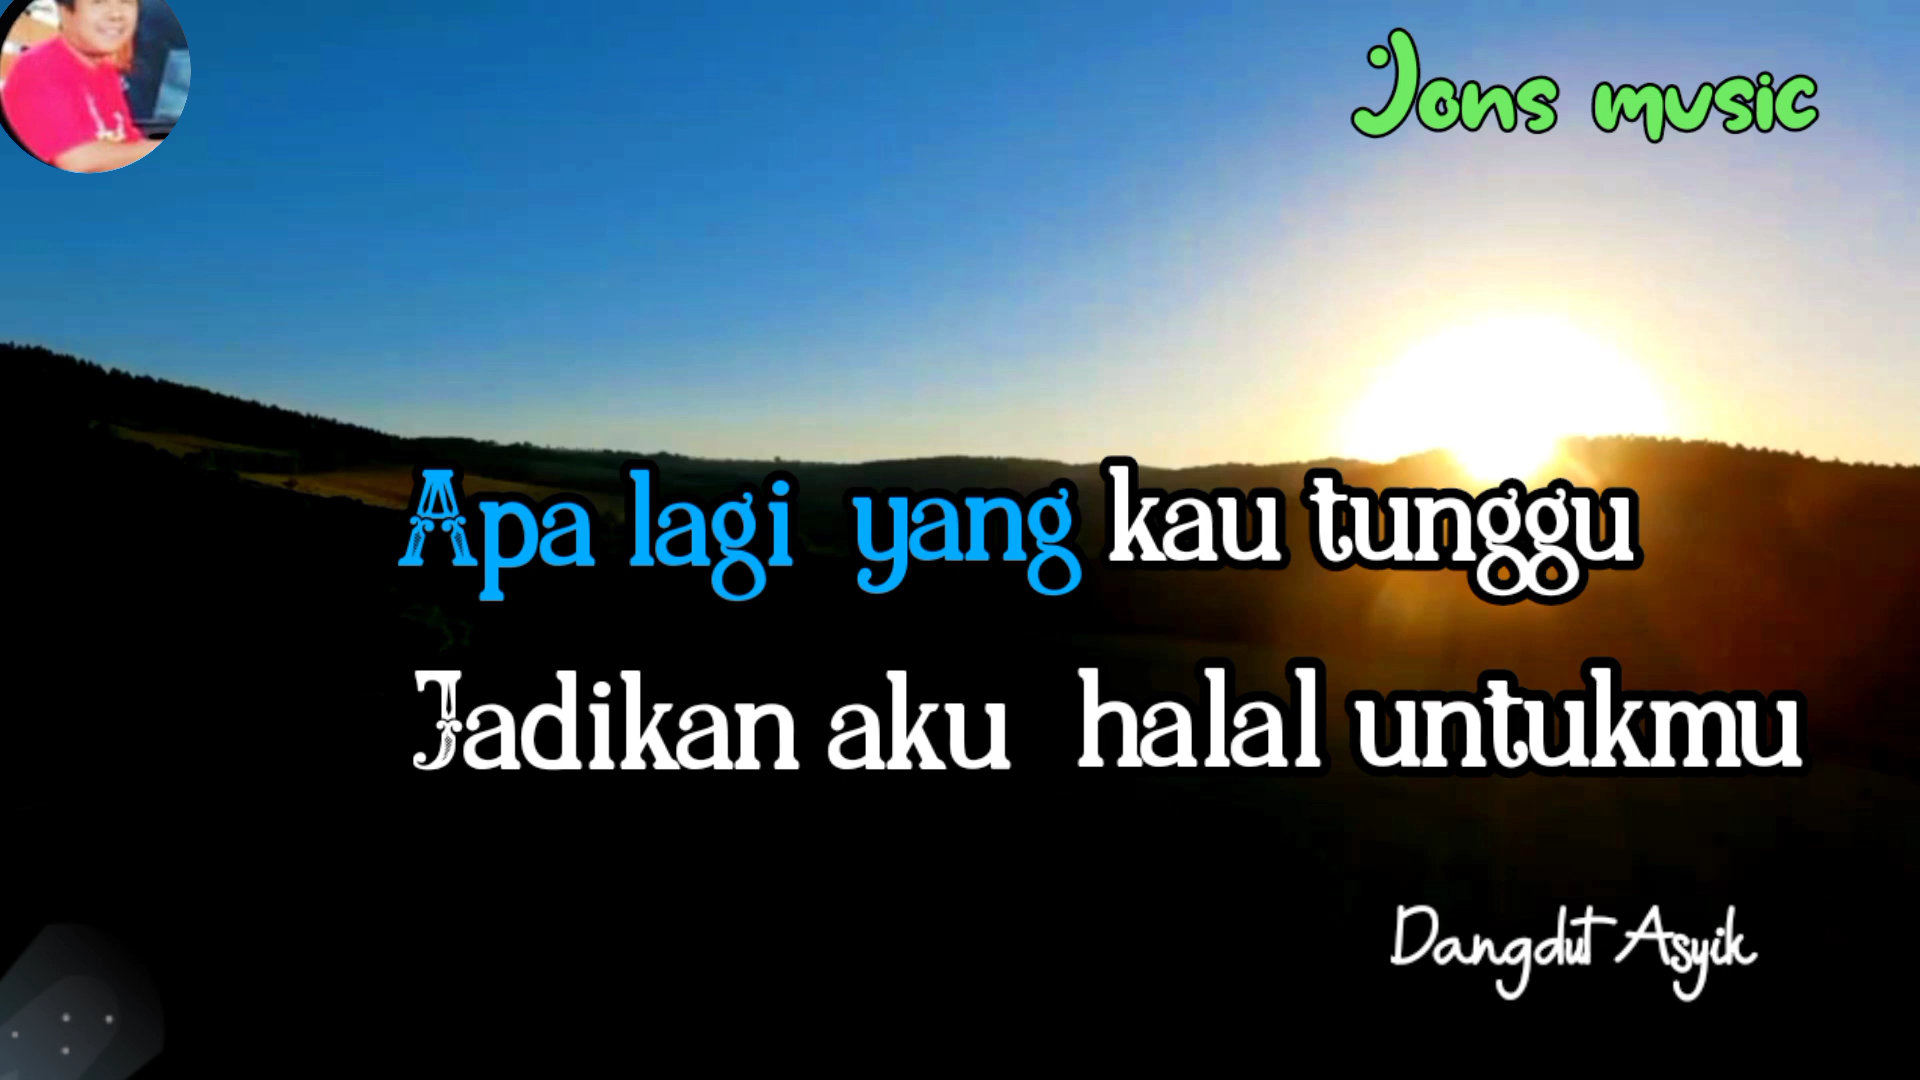 Jons music
Apa lagi yang kau tunggu
Jadikan aku halal untukmu
Dangdut Asyik